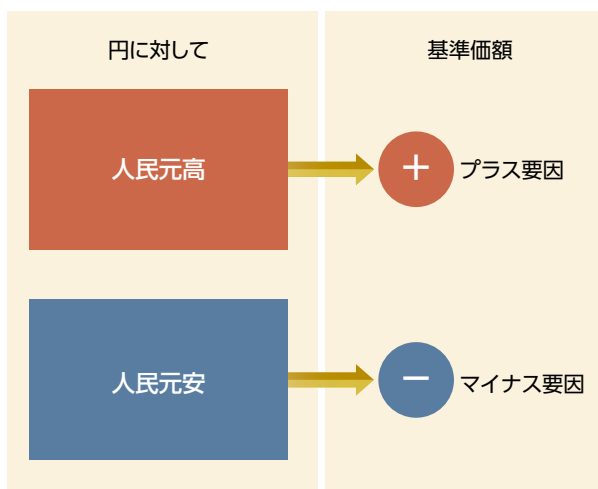 円に対して
基準価額
人民元高
+
プラス要因
人民元安
−
マイナス要因